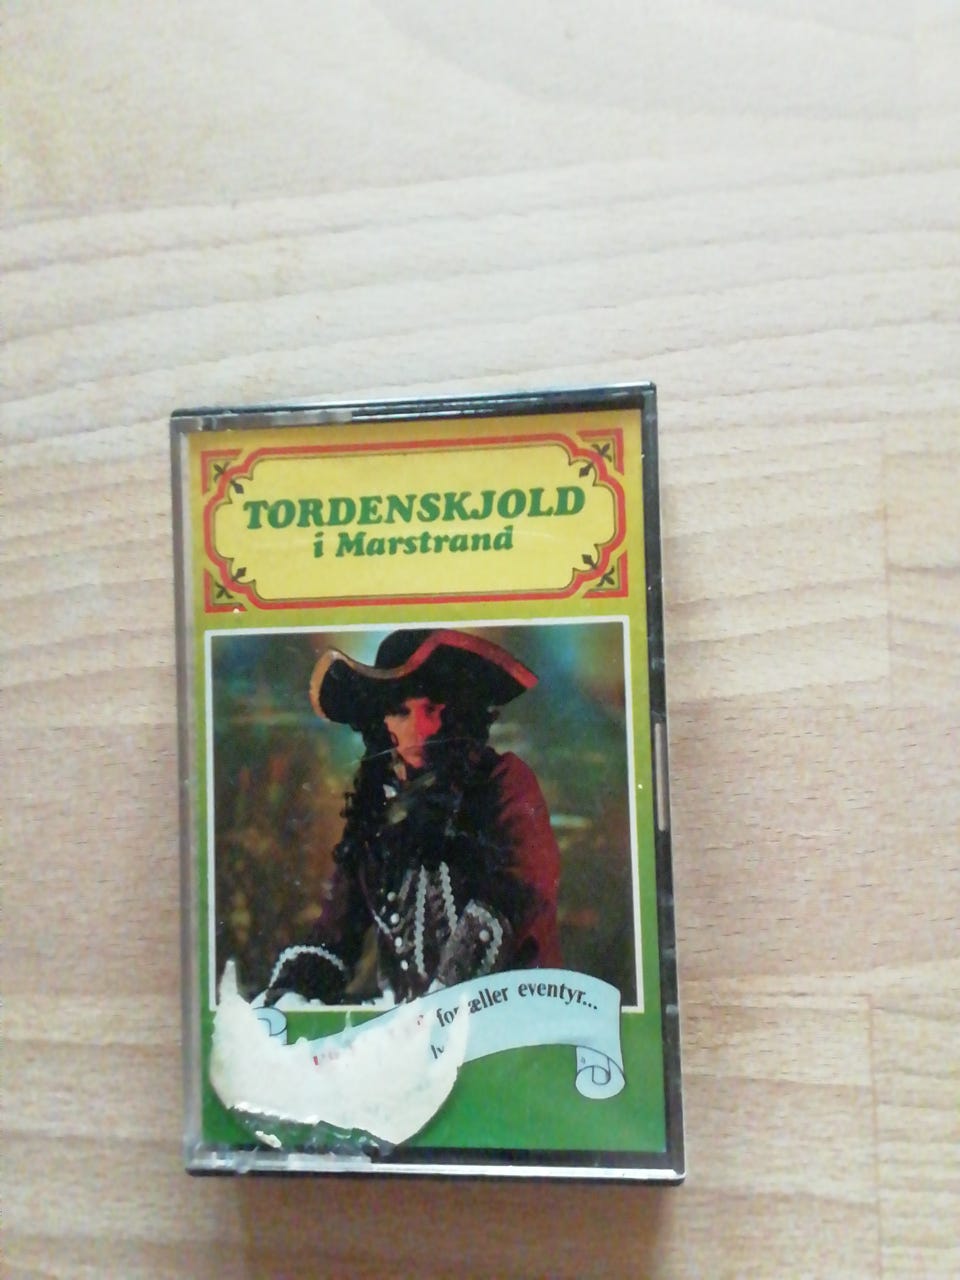 TORDENSKJOLD
i Marstrand
fortæller eventyr...